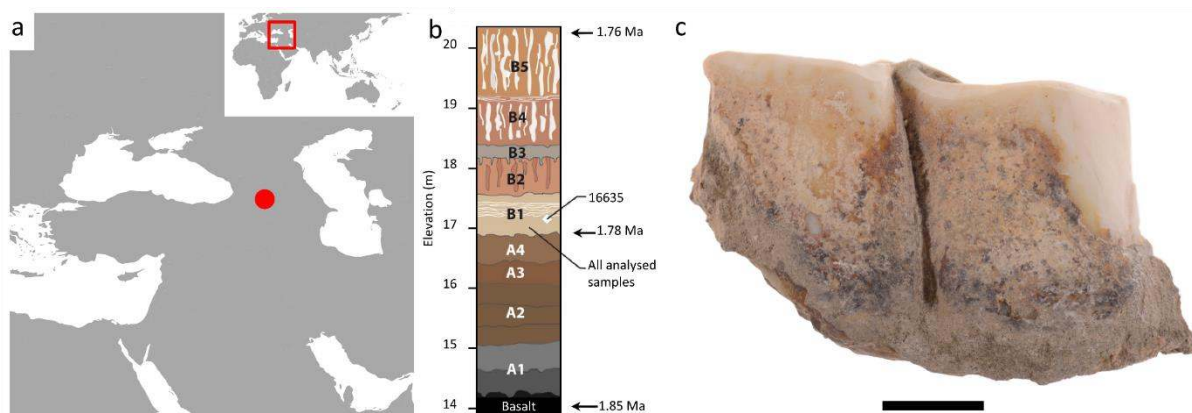 a
b
c
Elevation (m)
20
19
18
17
16
15
14
B5
B4
B3
B2
B1
A4
A3
A2
A1
Basalt
1.76 Ma
16635
1.78 Ma
All analysed
samples
1.85 Ma